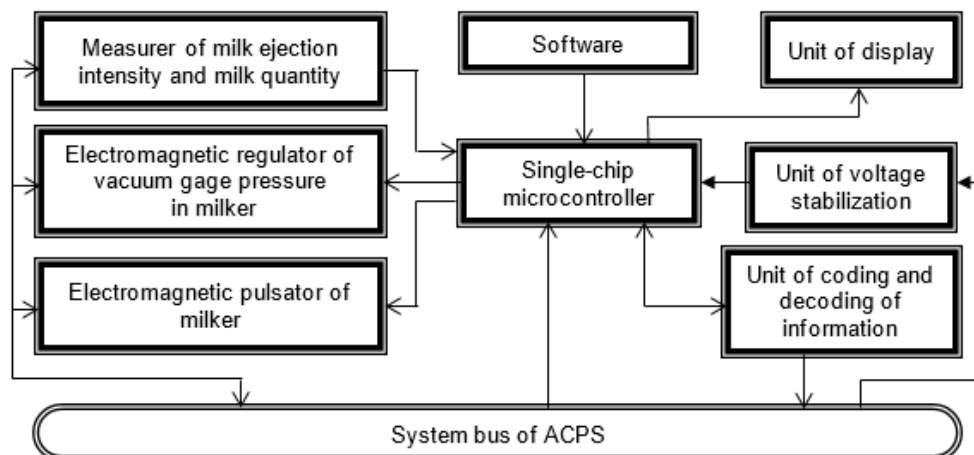 Measurer of milk ejection
intensity and milk quantity
Software
Unit of display
Electromagnetic regulator of
vacuum gage pressure
in milker
Single-chip
microcontroller
Unit of voltage
stabilization
Electromagnetic pulsator of
milker
Unit of coding and
decoding of
information
System bus of ACPS